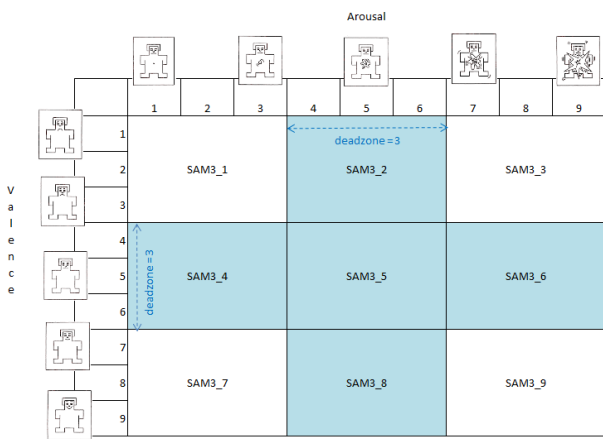 Arousal
1 2 3 4 5 6 7 8 9
1
deadzone=3
2 SAM3_1 SAM3_2 SAM3_3
3
Valence
4
5 SAM3_4 SAM3_5 SAM3_6
deadzone=3
6
7
8 SAM3_7 SAM3_8 SAM3_9
9